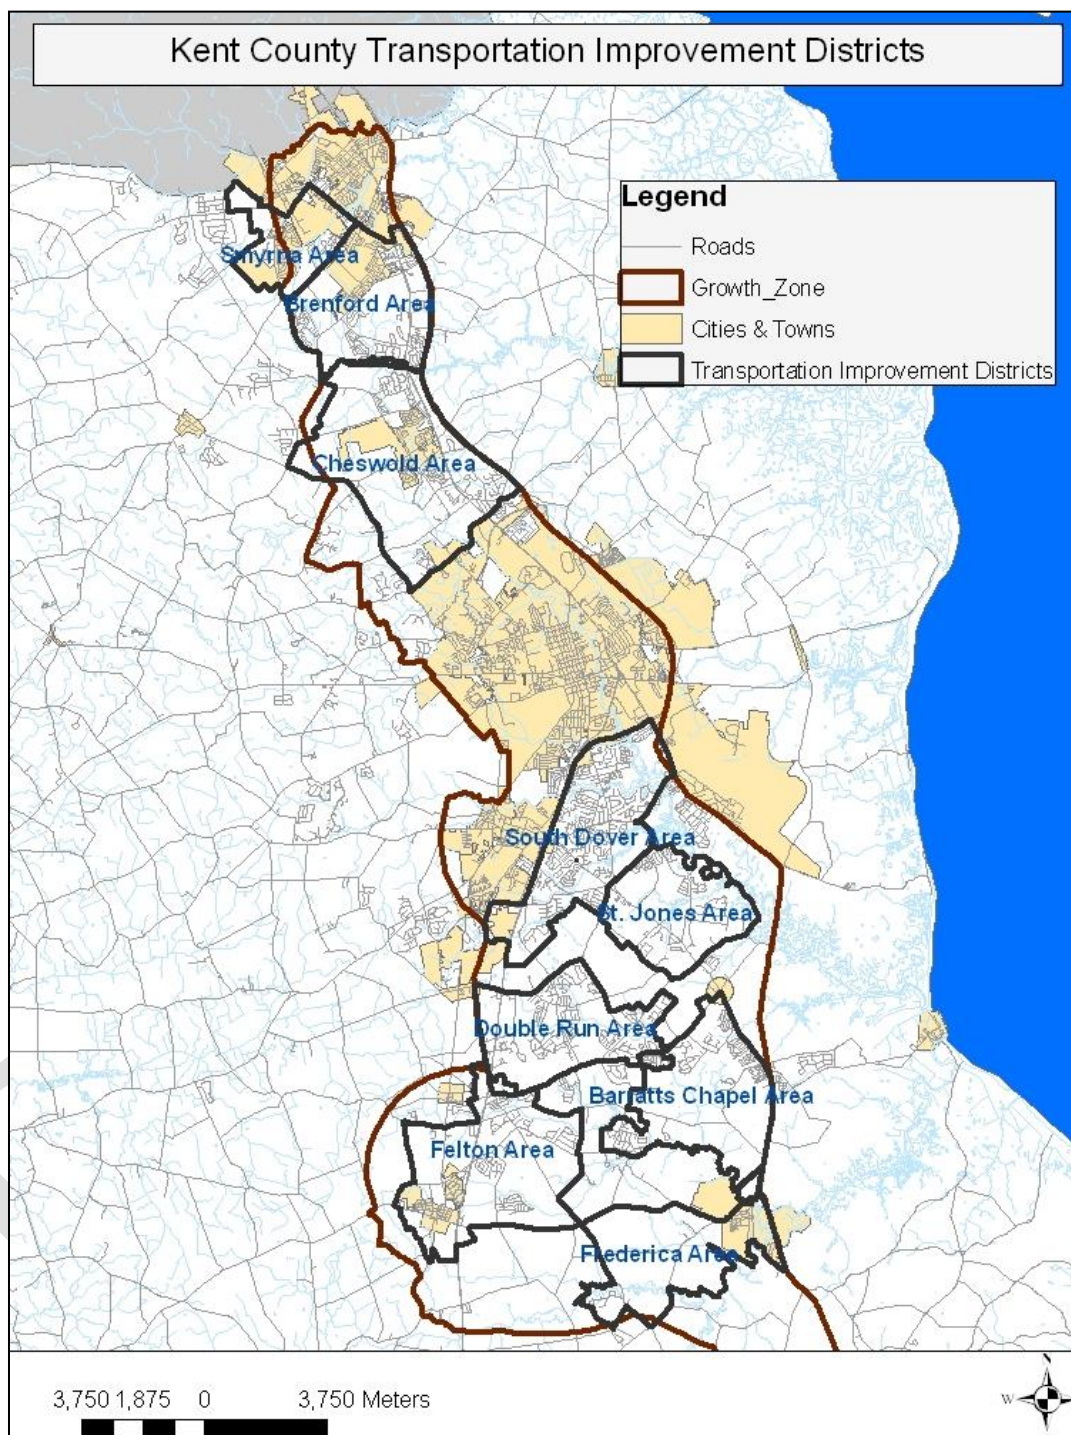 Kent County Transportation Improvement Districts
Legend
Roads
Growth_Zone
Cities & Towns
Transportation Improvement Districts
Smyrna Area
Brenford Area
Cheswold Area
South Dover Area
St. Jones Area
Double Run Area
Barratts Chapel Area
Felton Area
Frederica Area
3,750 1,875 0 3,750 Meters
N
W